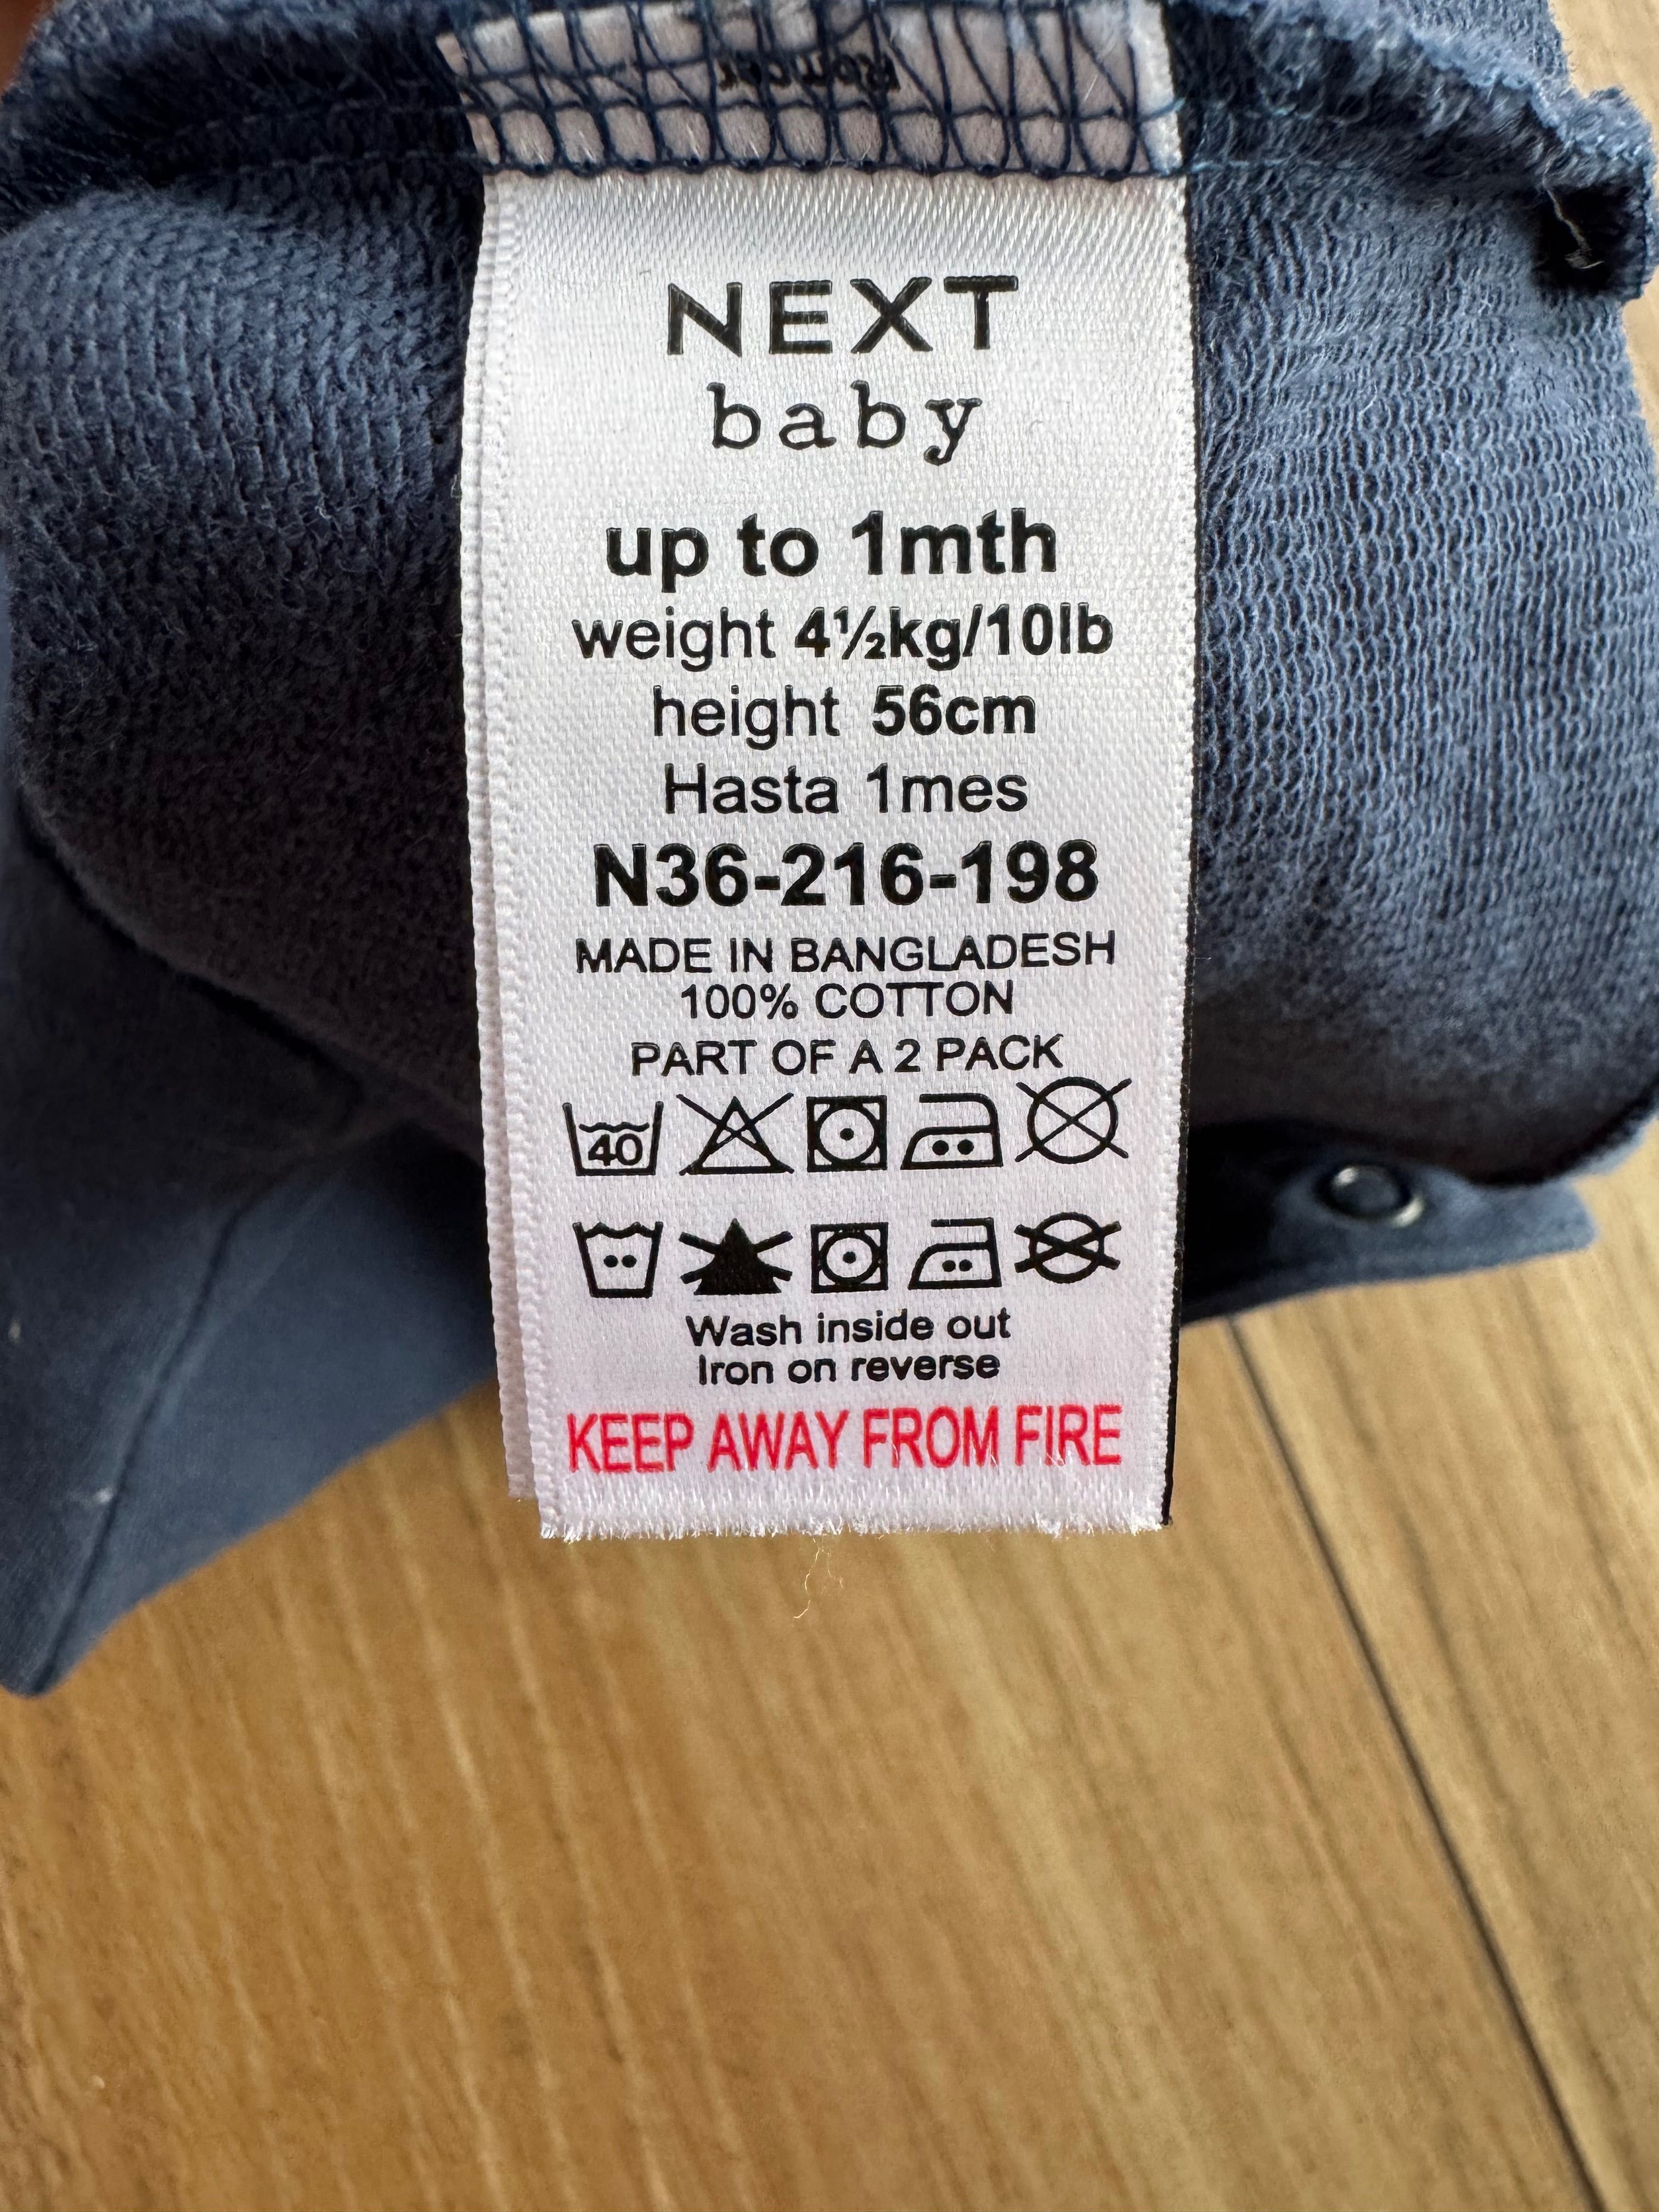 NEXT
baby
up to 1mth
weight 4½kg/10lb
height 56cm
Hasta 1mes
N36-216-198
MADE IN BANGLADESH
100% COTTON
PART OF A 2 PACK
40
Wash inside out
Iron on reverse
KEEP AWAY FROM FIRE